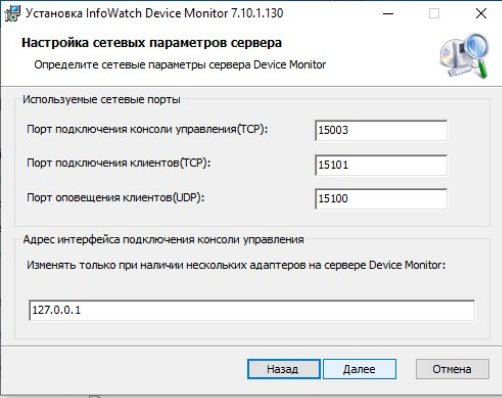 Установка InfoWatch Device Monitor 7.10.1.130
Настройка сетевых параметров сервера
Определите сетевые параметры сервера Device Monitor
Используемые сетевые порты
Порт подключения консоли управления(TCP):
15003
Порт подключения клиентов(TCP):
15101
Порт оповещения клиентов(UDP):
15100
Адрес интерфейса подключения консоли управления
Изменять только при наличии нескольких адаптеров на сервере Device Monitor:
127.0.0.1
Назад
Далее
Отмена